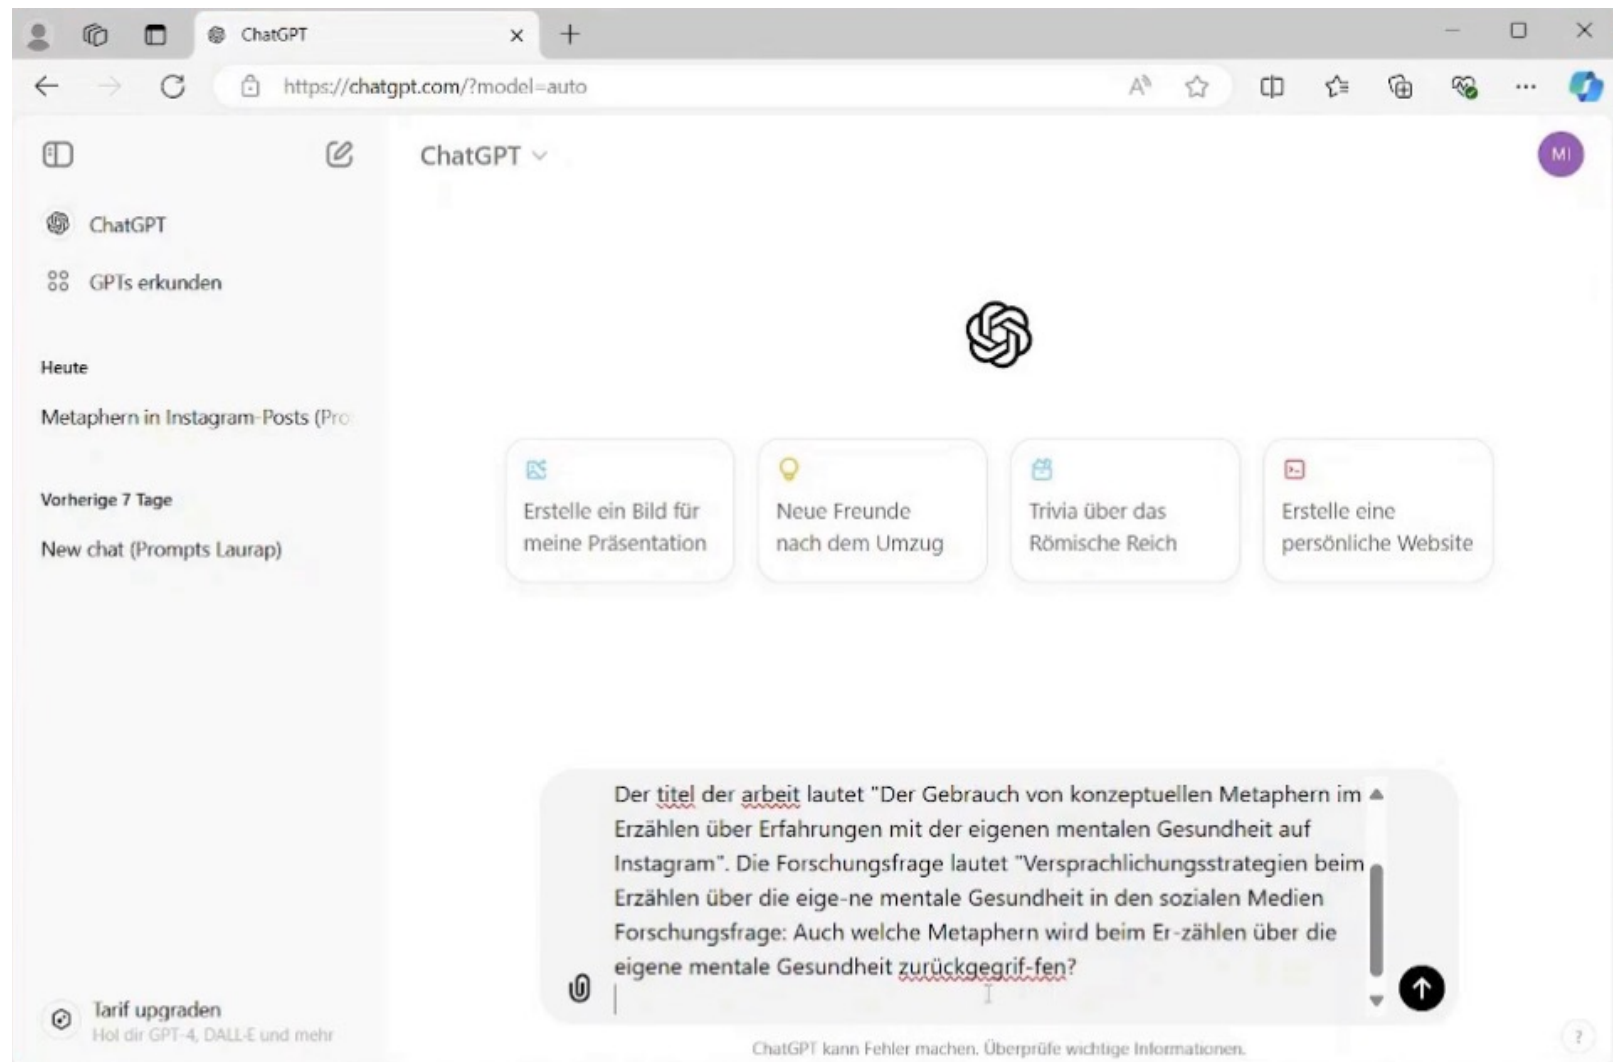 ChatGPT
https://chatgpt.com/?model=auto
ChatGPT
MI
ChatGPT
GPTs erkunden
Heute
Metaphern in Instagram-Posts (Pro
Vorherige 7 Tage
New chat (Prompts Laurap)
Erstelle ein Bild für
meine Präsentation
Neue Freunde
nach dem Umzug
Trivia über das
Römische Reich
Erstelle eine
persönliche Website
Der titel der arbeit lautet "Der Gebrauch von konzeptuellen Metaphern im
Erzählen über Erfahrungen mit der eigenen mentalen Gesundheit auf
Instagram". Die Forschungsfrage lautet "Versprachlichungsstrategien beim
Erzählen über die eige-ne mentale Gesundheit in den sozialen Medien
Forschungsfrage: Auch welche Metaphern wird beim Er-zählen über die
eigene mentale Gesundheit zurückgegrif-fen?
Tarif upgraden
Hol dir GPT-4, DALL-E und mehr
ChatGPT kann Fehler machen. Überprüfe wichtige Informationen.
?